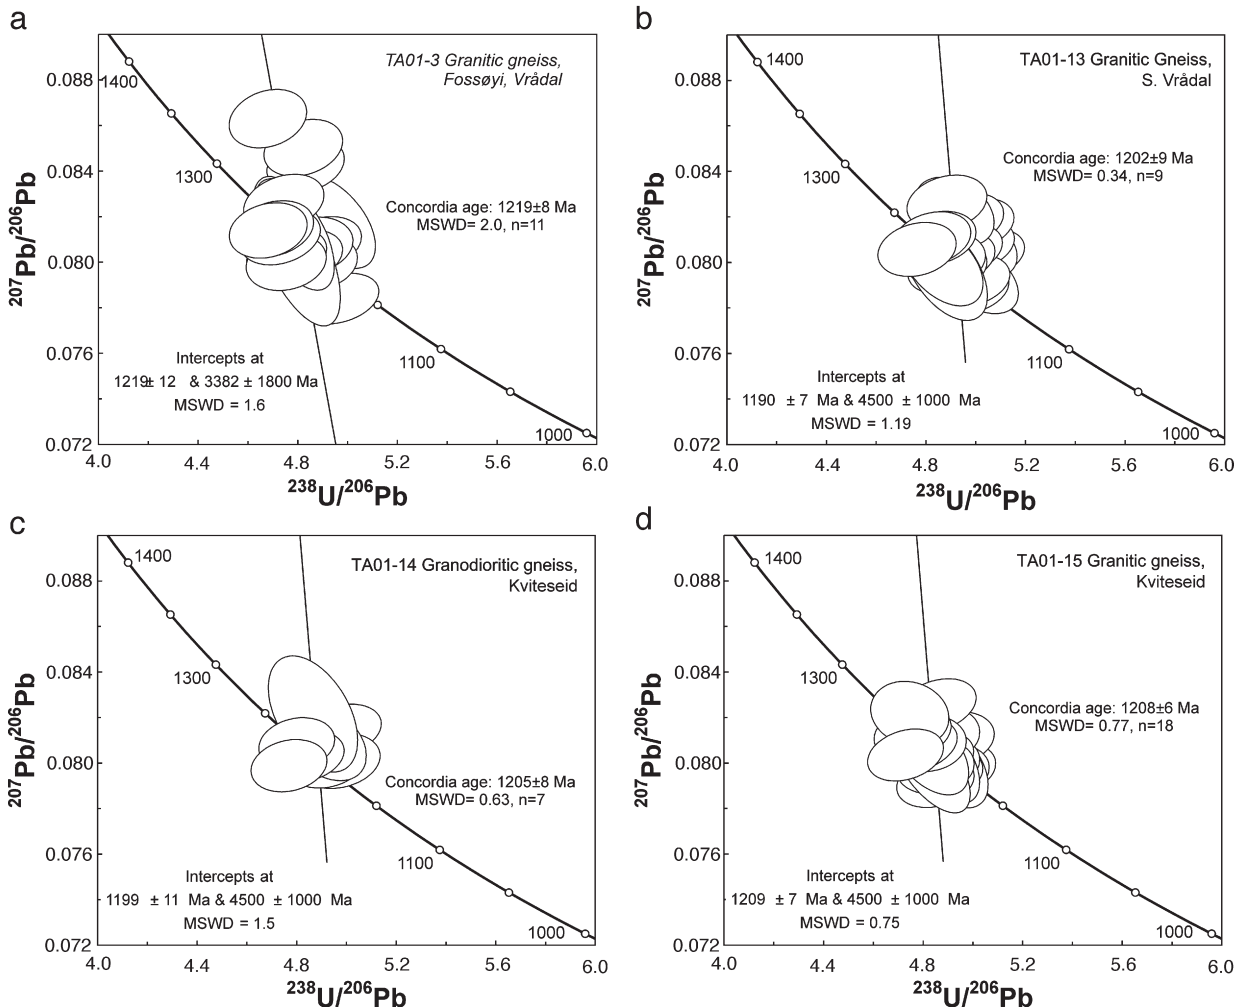 a
TA01-3 Granitic gneiss,
Fossøyi, Vrådal
0.088
0.084
0.080
0.076
0.072
1400
1300
1100
1000
Concordia age: 1219±8 Ma
MSWD= 2.0, n=11
Intercepts at
1219± 12 & 3382 ± 1800 Ma
MSWD = 1.6
4.0 4.4 4.8 5.2 5.6 6.0
207Pb/206Pb
238U/206Pb
b
TA01-13 Granitic Gneiss,
S. Vrådal
0.088
0.084
0.080
0.076
0.072
1400
1300
1100
1000
Concordia age: 1202±9 Ma
MSWD= 0.34, n=9
Intercepts at
1190 ± 7 Ma & 4500 ± 1000 Ma
MSWD = 1.19
4.0 4.4 4.8 5.2 5.6 6.0
207Pb/206Pb
238U/206Pb
c
TA01-14 Granodioritic gneiss,
Kviteseid
0.088
0.084
0.080
0.076
0.072
1400
1300
1100
1000
Concordia age: 1205±8 Ma
MSWD= 0.63, n=7
Intercepts at
1199 ± 11 Ma & 4500 ± 1000 Ma
MSWD = 1.5
4.0 4.4 4.8 5.2 5.6 6.0
207Pb/206Pb
238U/206Pb
d
TA01-15 Granitic gneiss,
Kviteseid
0.088
0.084
0.080
0.076
0.072
1400
1300
1100
1000
Concordia age: 1208±6 Ma
MSWD= 0.77, n=18
Intercepts at
1209 ± 7 Ma & 4500 ± 1000 Ma
MSWD = 0.75
4.0 4.4 4.8 5.2 5.6 6.0
207Pb/206Pb
238U/206Pb